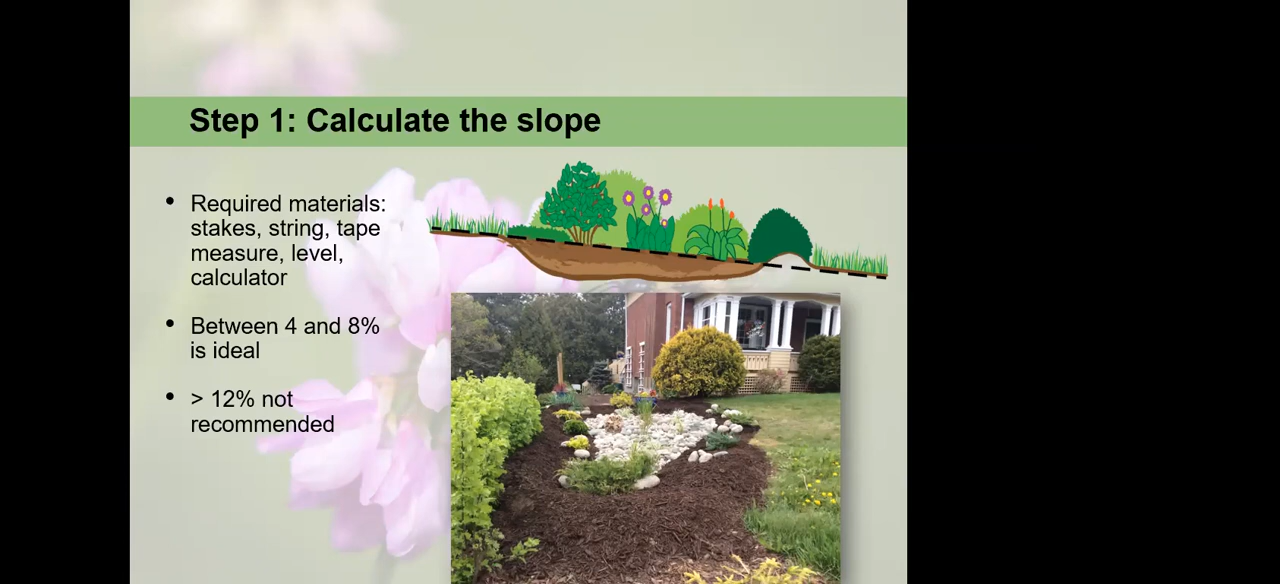 Step 1: Calculate the slope
• Required materials:
stakes, string, tape
measure, level,
calculator
• Between 4 and 8%
is ideal
• > 12% not
recommended